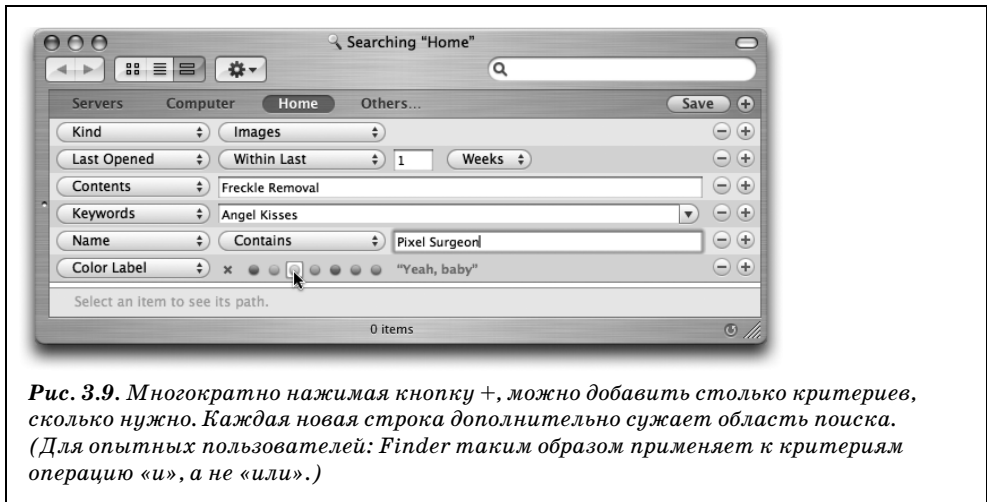 Searching “Home”
Servers Computer Home Others... Save
Kind Images
Last Opened Within Last 1 Weeks
Contents Freckle Removal
Keywords Angel Kisses
Name Contains Pixel Surgeon
Color Label × “Yeah, baby”
Select an item to see its path.
0 items
Рис. 3.9. Многократно нажимая кнопку +, можно добавить столько критериев,
сколько нужно. Каждая новая строка дополнительно сужает область поиска.
(Для опытных пользователей: Finder таким образом применяет к критериям
операцию «и», а не «или».)